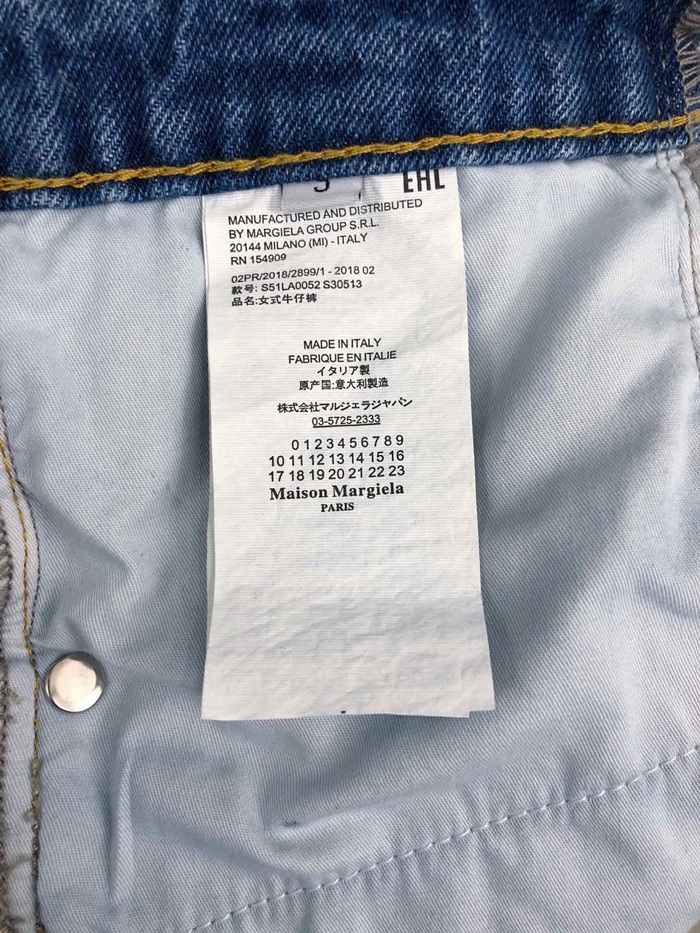 EHL
MANUFACTURED AND DISTRIBUTED
BY MARGIELA GROUP S.R.L.
20144 MILANO (MI) - ITALY
RN 154909
02PR/2018/2899/1 - 2018 02
款号: S51LA0052 S30513
品名:女式牛仔裤
MADE IN ITALY
FABRIQUE EN ITALIE
イタリア製
原产国:意大利製造
株式会社マルジェラジャパン
03-5725-2333
0 1 2 3 4 5 6 7 8 9
10 11 12 13 14 15 16
17 18 19 20 21 22 23
Maison Margiela
PARIS